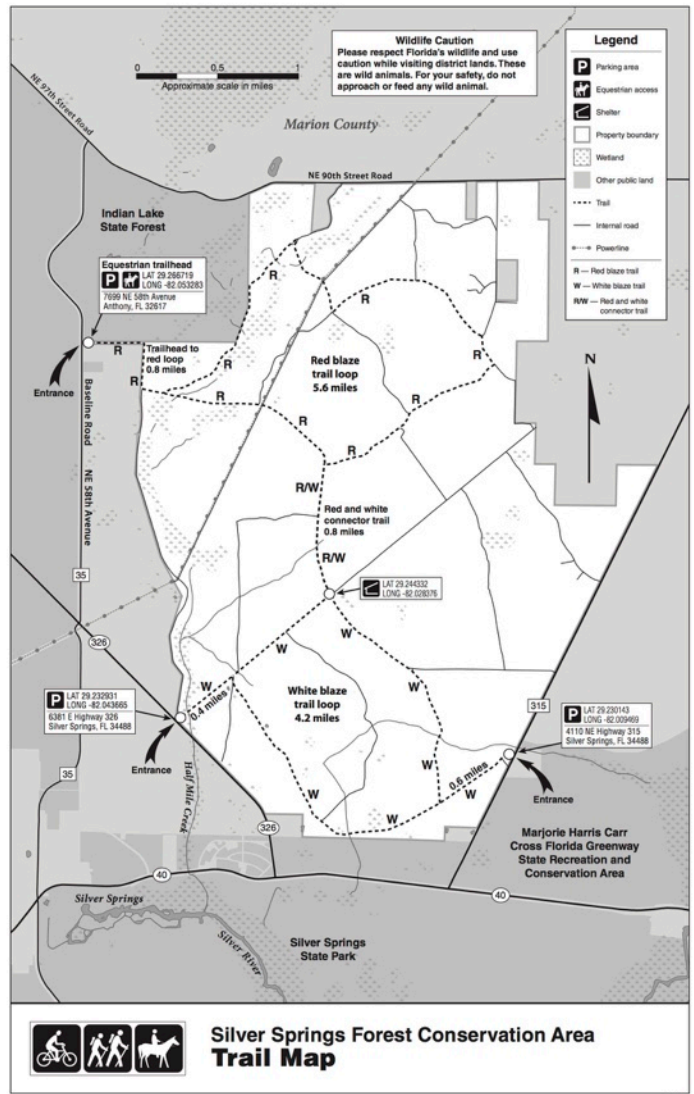 Wildlife Caution
Please respect Florida's wildlife and use
caution while visiting district lands. These
are wild animals. For your safety, do not
approach or feed any wild animal.
Legend
Parking area
Equestrian access
Shelter
Property boundary
Wetland
Other public land
Trail
Internal road
Powerline
R — Red blaze trail
W — White blaze trail
R/W — Red and white
connector trail
0 0.5 1
Approximate scale in miles
NE 97th Street Road
Marion County
NE 90th Street Road
Indian Lake
State Forest
Equestrian trailhead
P LAT 29.266719
LONG -82.053283
7699 NE 58th Avenue
Anthony, FL 32617
Entrance
Trailhead to
red loop
0.8 miles
R
R
R
R
R
R
R
R
R
R
Red blaze
trail loop
5.6 miles
N
Baseline Road
NE 58th Avenue
R/W
Red and white
connector trail
0.8 miles
R/W
35
326
LAT 29.244332
LONG -82.028376
W
W
W
W
0.4 miles
White blaze
trail loop
4.2 miles
P LAT 29.232931
LONG -82.043665
6381 E Highway 326
Silver Springs, FL 34488
Entrance
315
P LAT 29.230143
LONG -82.009469
4110 NE Highway 315
Silver Springs, FL 34488
Entrance
0.6 miles
W
W
W
W
35
Half Mile Creek
326
Marjorie Harris Carr
Cross Florida Greenway
State Recreation and
Conservation Area
40
40
Silver Springs
Silver River
Silver Springs
State Park
Silver Springs Forest Conservation Area
Trail Map